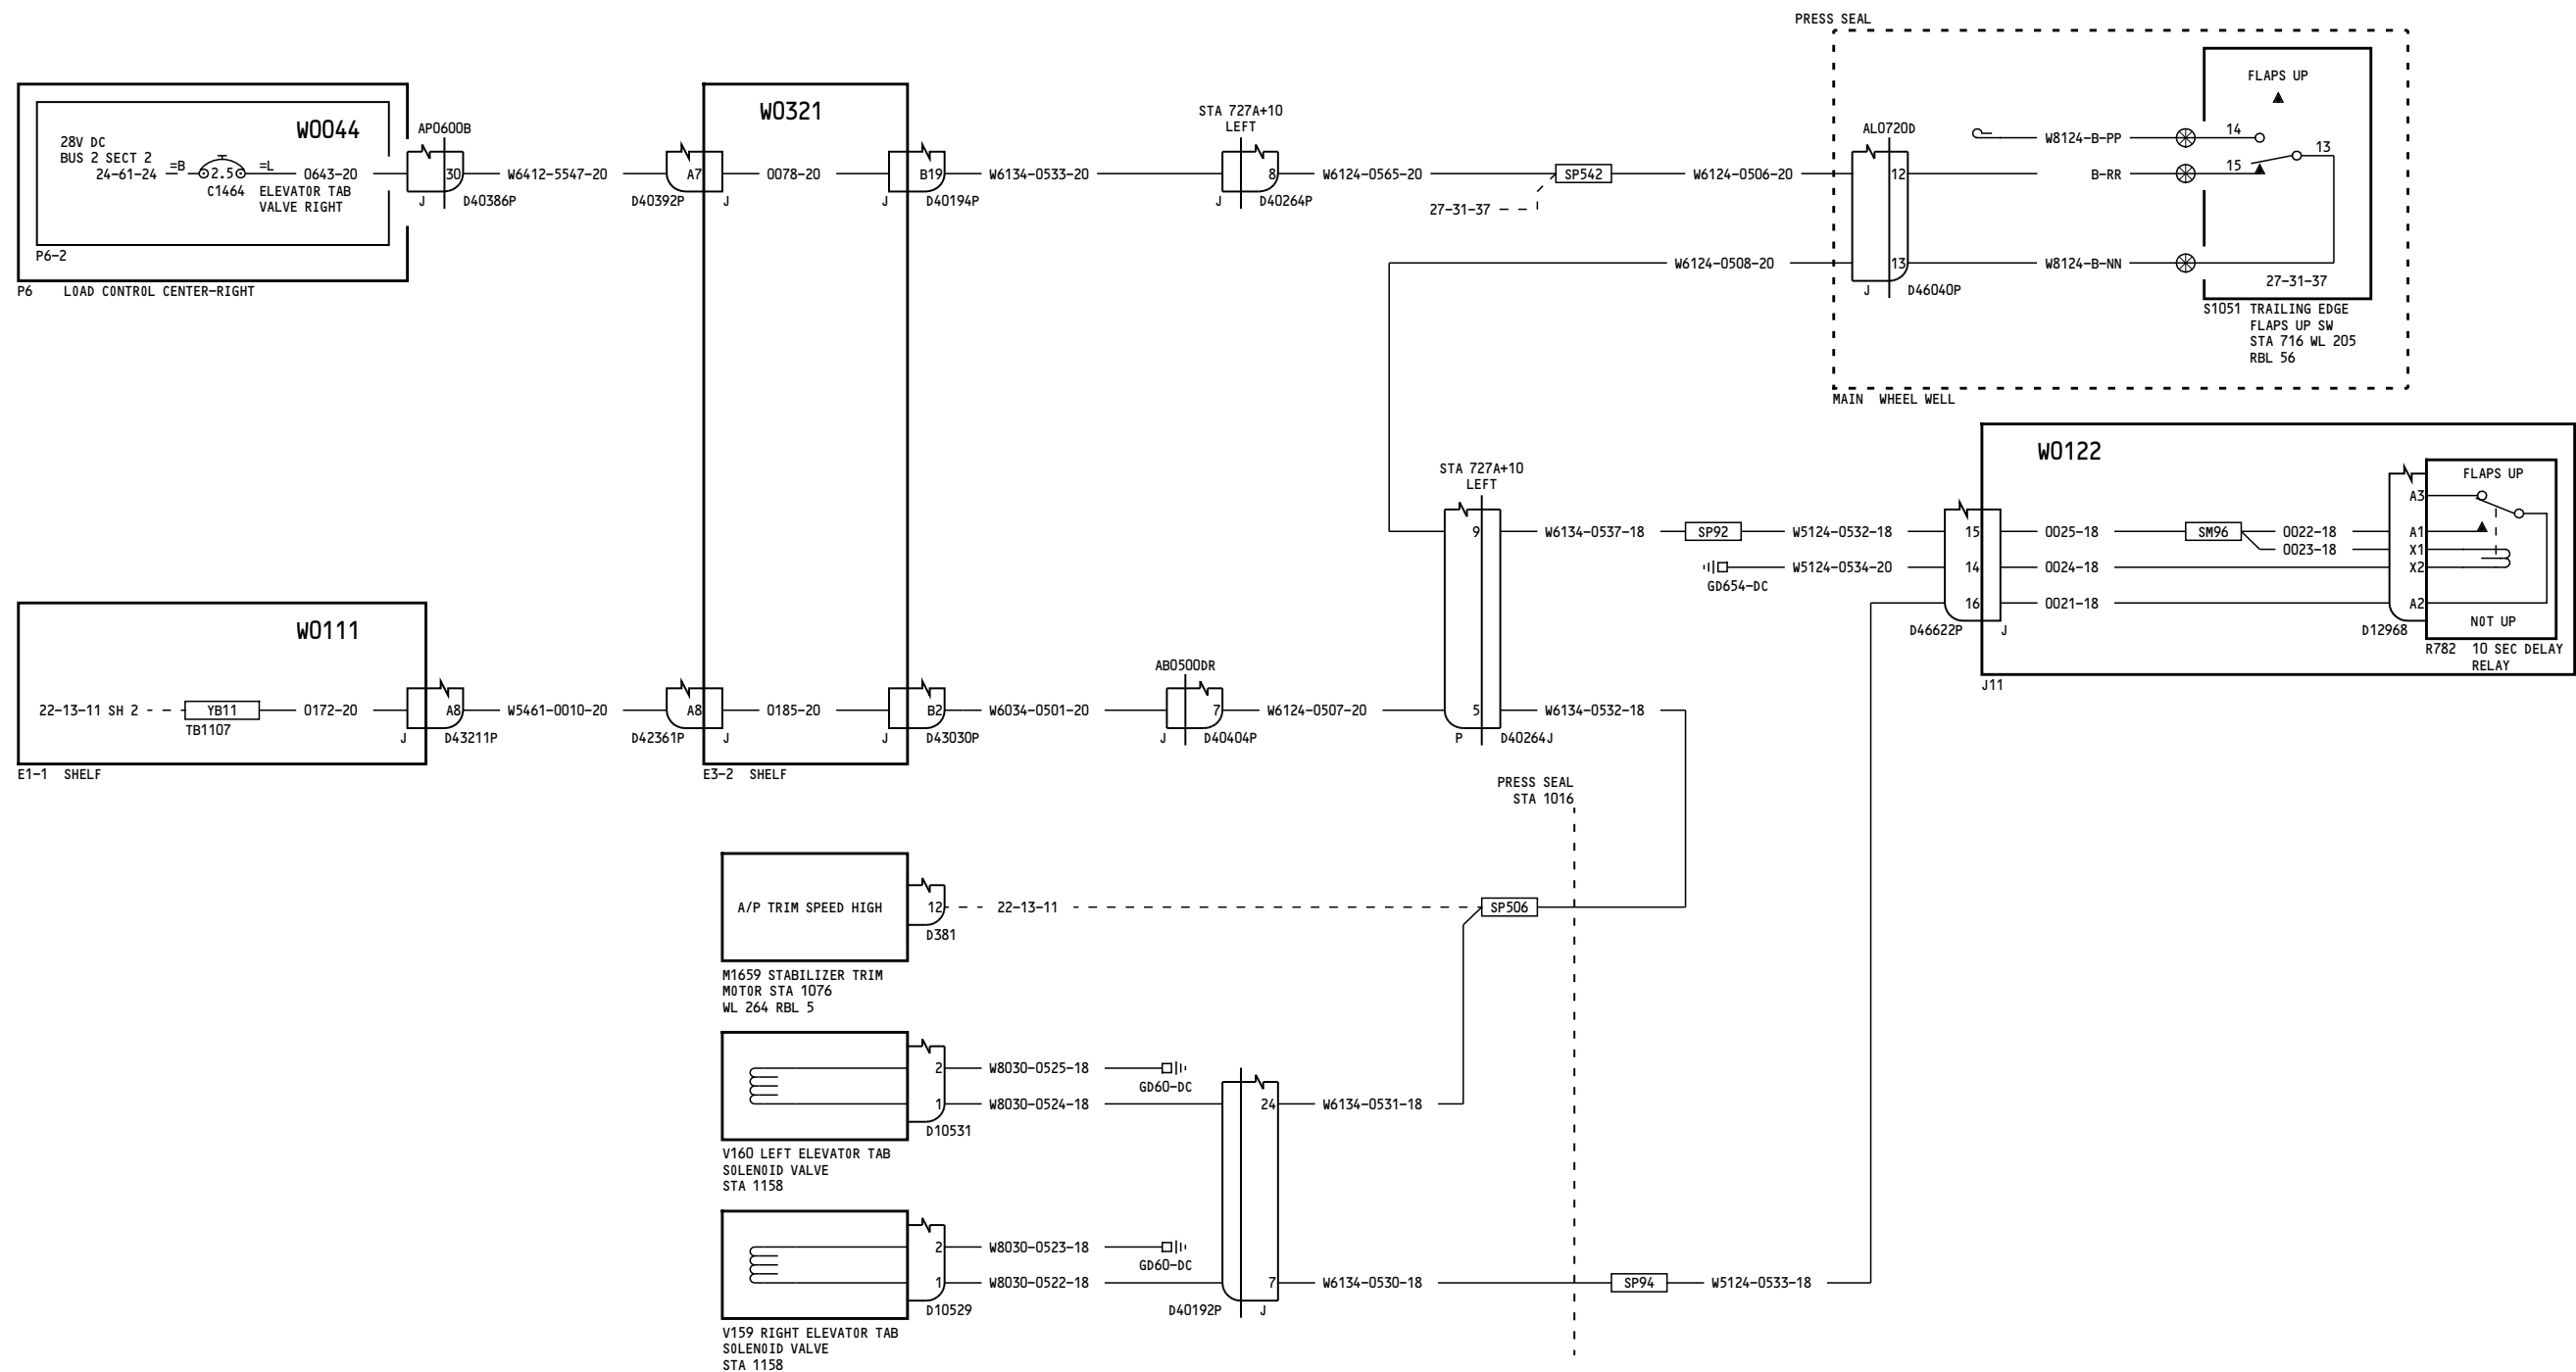 PRESS SEAL
FLAPS UP
W0044
28V DC
BUS 2 SECT 2
24-61-24
=B
2.5
=L
0643-20
C1464 ELEVATOR TAB
VALVE RIGHT
P6-2
P6 LOAD CONTROL CENTER-RIGHT
AP0600B
30
J D40386P
W6412-5547-20
A7
D40392P J
W0321
0078-20
B19
J D40194P
W6134-0533-20
STA 727A+10
LEFT
8
J D40264P
W6124-0565-20
SP542
27-31-37
W6124-0506-20
AL0720D
12
13
J D46040P
W6124-0508-20
W8124-B-PP
14
B-RR
15
13
W8124-B-NN
27-31-37
S1051 TRAILING EDGE
FLAPS UP SW
STA 716 WL 205
RBL 56
MAIN WHEEL WELL
STA 727A+10
LEFT
9
W6134-0537-18
SP92
W5124-0532-18
GD654-DC
W5124-0534-20
15
14
16
D46622P J
W0122
0025-18
SM96
0022-18
0023-18
0024-18
0021-18
A3
A1
X1
X2
A2
D12968
FLAPS UP
NOT UP
R782 10 SEC DELAY
RELAY
J11
W0111
22-13-11 SH 2
YB11
TB1107
0172-20
A8
J D43211P
E1-1 SHELF
W5461-0010-20
A8
D42361P J
0185-20
B2
J D43030P
E3-2 SHELF
W6034-0501-20
AB0500DR
7
J D40404P
W6124-0507-20
5
P D40264J
W6134-0532-18
PRESS SEAL
STA 1016
A/P TRIM SPEED HIGH
12
D381
22-13-11
SP506
M1659 STABILIZER TRIM
MOTOR STA 1076
WL 264 RBL 5
2
W8030-0525-18
GD60-DC
1
W8030-0524-18
D10531
24
W6134-0531-18
V160 LEFT ELEVATOR TAB
SOLENOID VALVE
STA 1158
2
W8030-0523-18
GD60-DC
1
W8030-0522-18
D10529
7
D40192P J
W6134-0530-18
SP94
W5124-0533-18
V159 RIGHT ELEVATOR TAB
SOLENOID VALVE
STA 1158